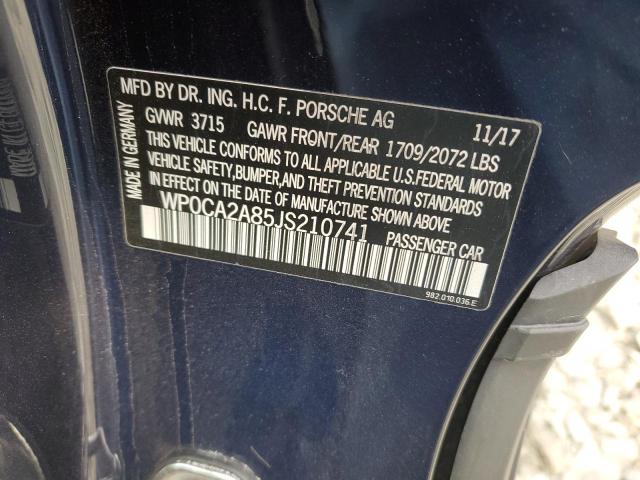 MFD BY DR. ING. H.C. F. PORSCHE AG 11/17
MADE IN GERMANY
GVWR 3715 GAWR FRONT/REAR 1709/2072 LBS
THIS VEHICLE CONFORMS TO ALL APPLICABLE U.S.FEDERAL MOTOR
VEHICLE SAFETY,BUMPER,AND THEFT PREVENTION STANDARDS
IN EFFECT ON THE DATE OF MANUFACTURE SHOWN ABOVE.
WP0CA2A85JS210741
PASSENGER CAR
982.010.036.E